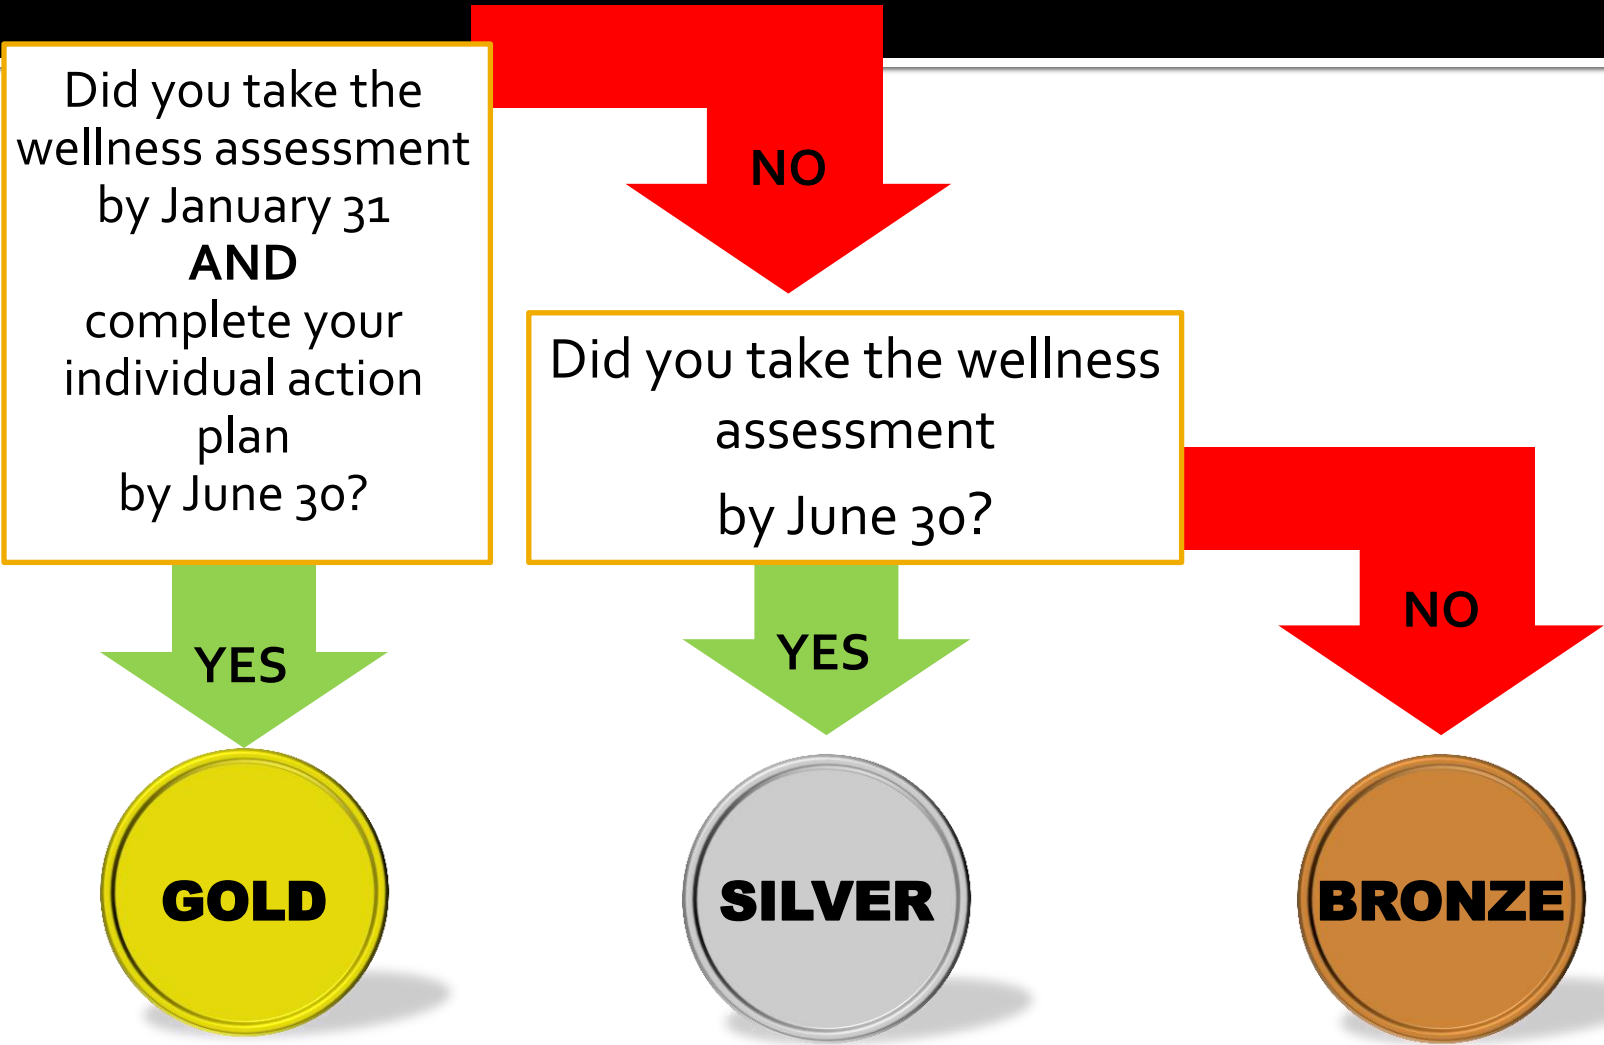 Did you take the
wellness assessment
by January 31
AND
complete your
individual action
plan
by June 30?
NO
Did you take the wellness
assessment
by June 30?
NO
YES
YES
GOLD
SILVER
BRONZE